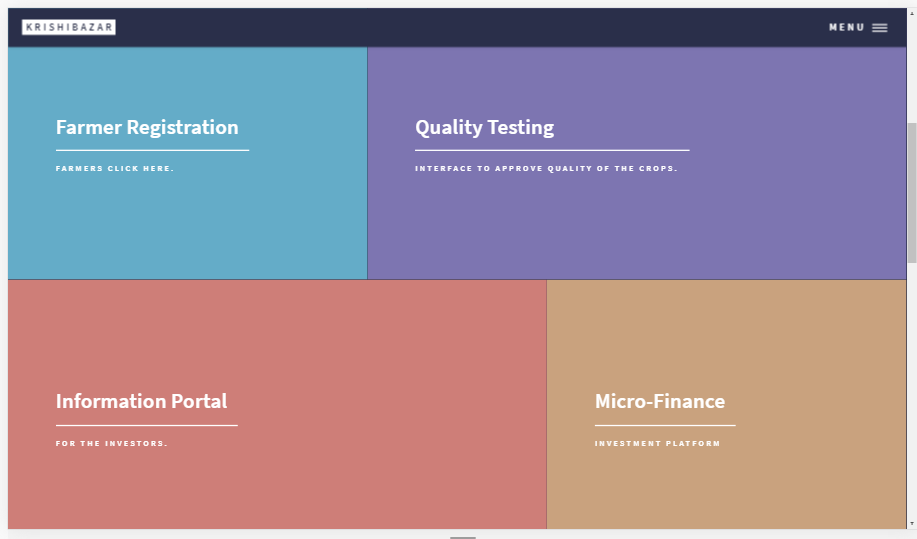 KRISHIBAZAR
MENU
Farmer Registration
FARMERS CLICK HERE.
Quality Testing
INTERFACE TO APPROVE QUALITY OF THE CROPS.
Information Portal
FOR THE INVESTORS.
Micro-Finance
INVESTMENT PLATFORM